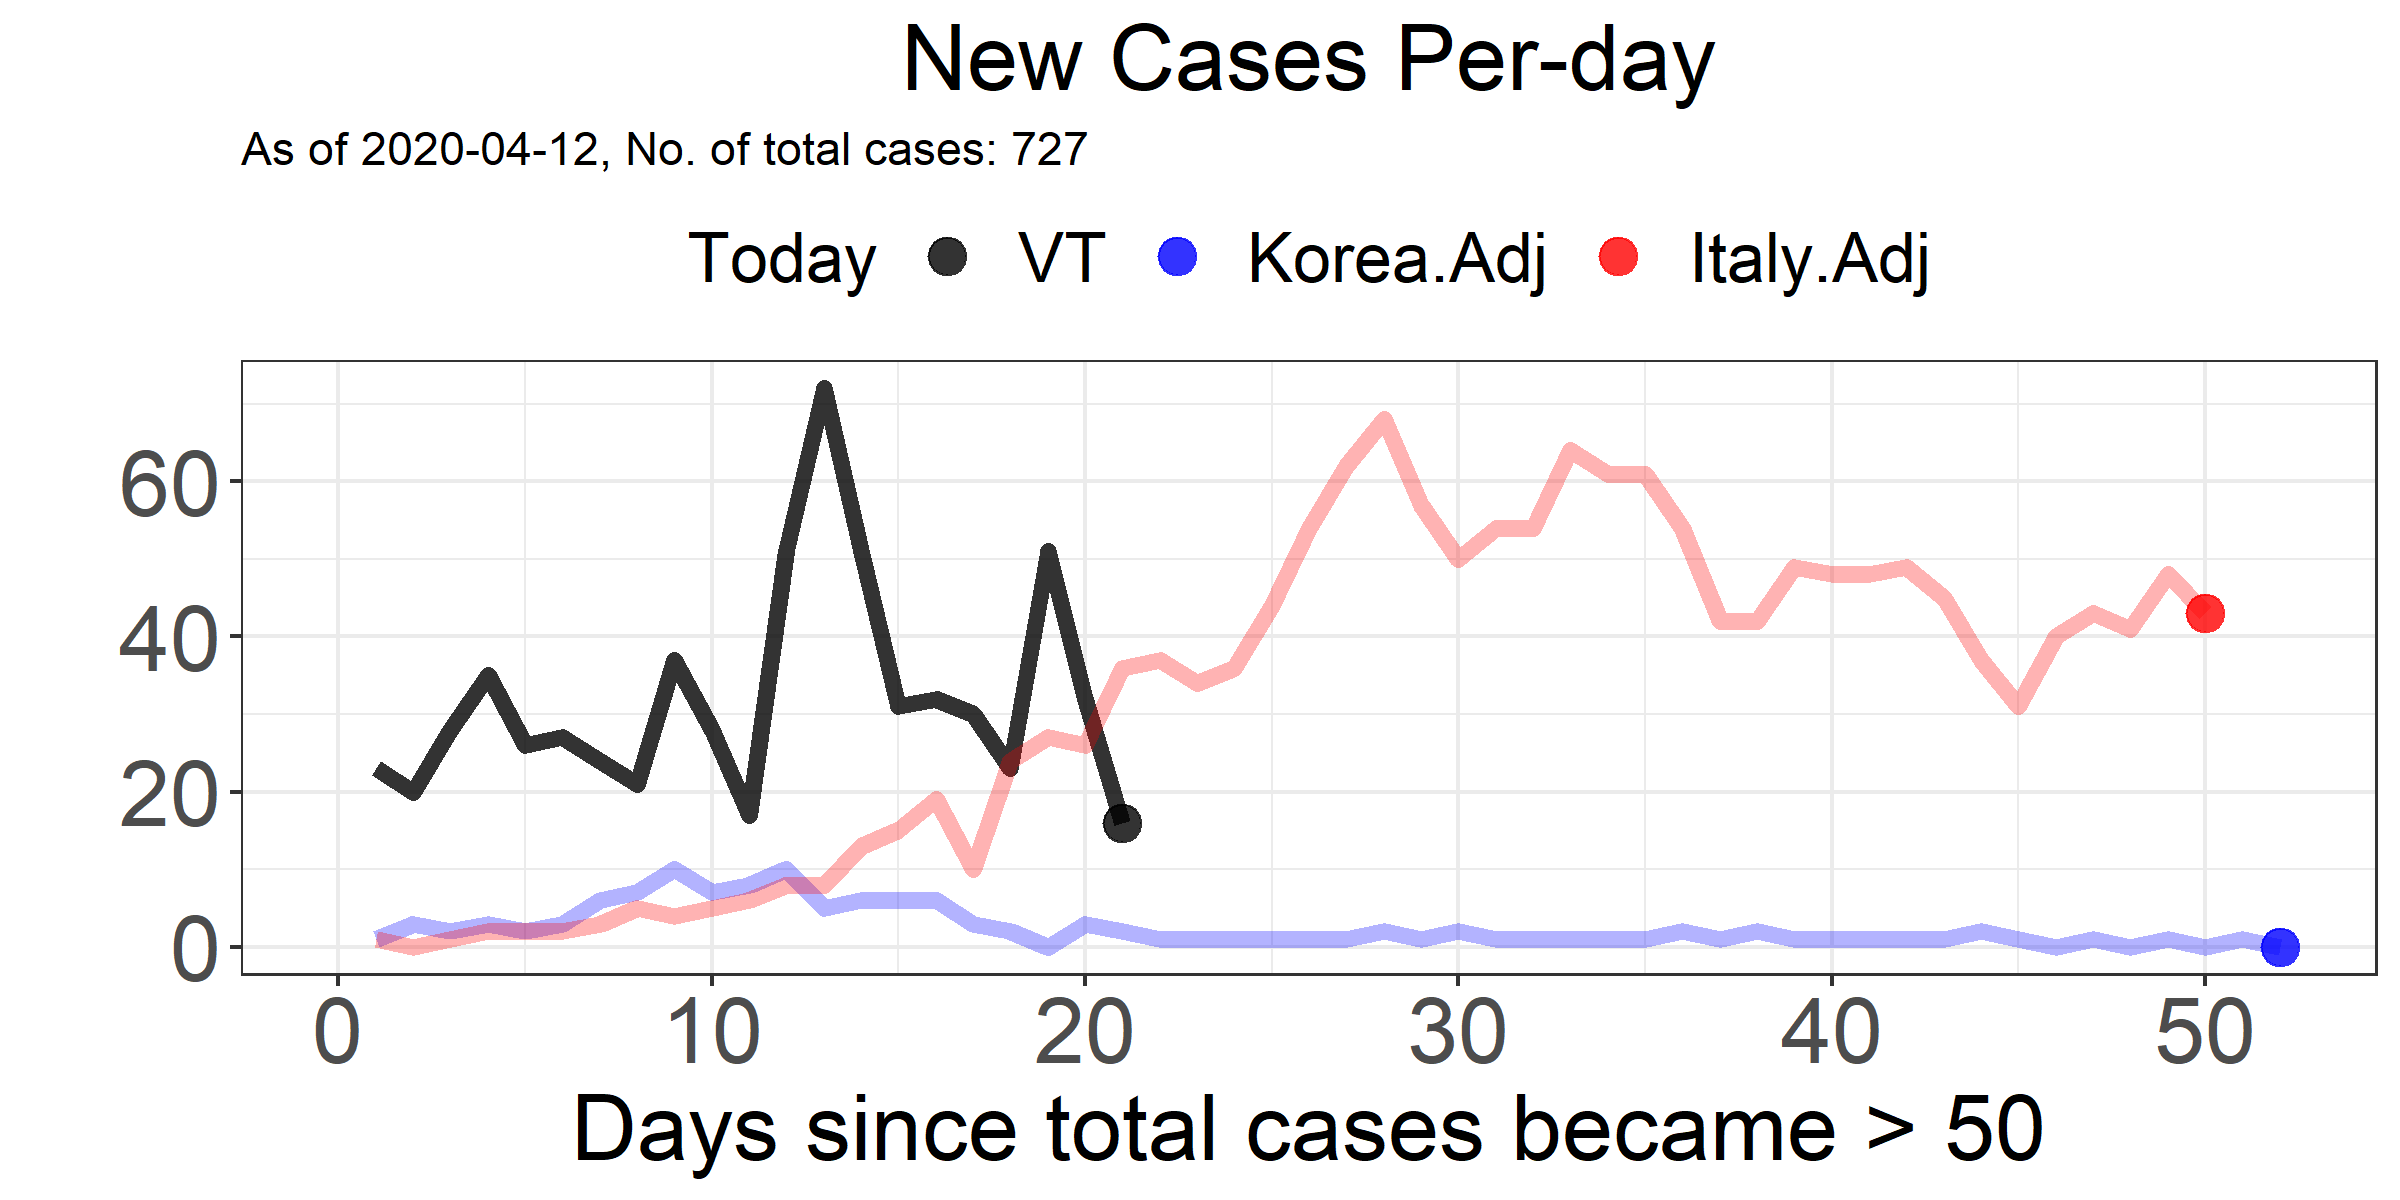 New Cases Per-day
As of 2020-04-12, No. of total cases: 727
Today VT Korea.Adj Italy.Adj
60
40
20
0
0 10 20 30 40 50
Days since total cases became > 50